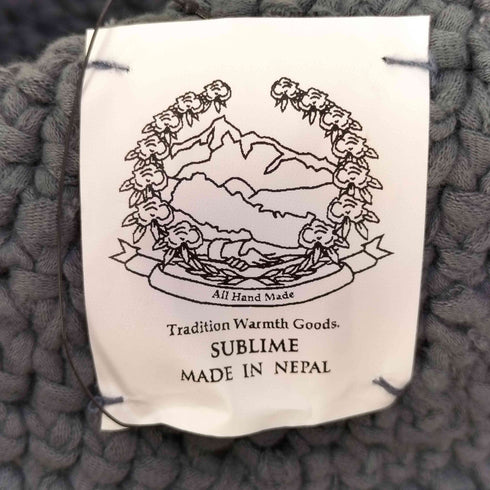 All Hand Made
Tradition Warmth Goods.
SUBLIME
MADE IN NEPAL